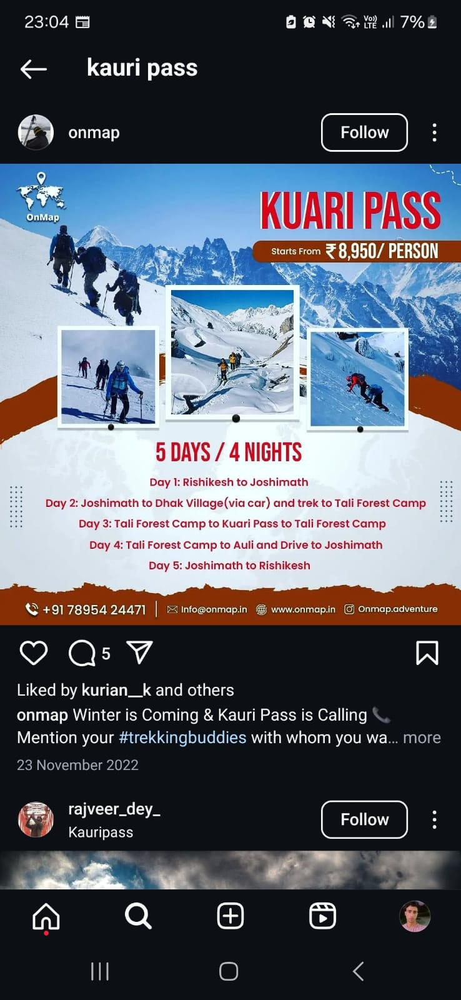 23:04
Vo))
LTE
7%
kauri pass
onmap
Follow
OnMap
KUARI PASS
Starts From ₹8,950/ PERSON
5 DAYS / 4 NIGHTS
Day 1: Rishikesh to Joshimath
Day 2: Joshimath to Dhak Village(via car) and trek to Tali Forest Camp
Day 3: Tali Forest Camp to Kuari Pass to Tali Forest Camp
Day 4: Tali Forest Camp to Auli and Drive to Joshimath
Day 5: Joshimath to Rishikesh
+91 78954 24471 | Info@onmap.in www.onmap.in Onmap.adventure
5
Liked by kurian__k and others
onmap Winter is Coming & Kauri Pass is Calling 📞
Mention your #trekkingbuddies with whom you wa... more
23 November 2022
rajveer_dey_
Follow
Kauripass